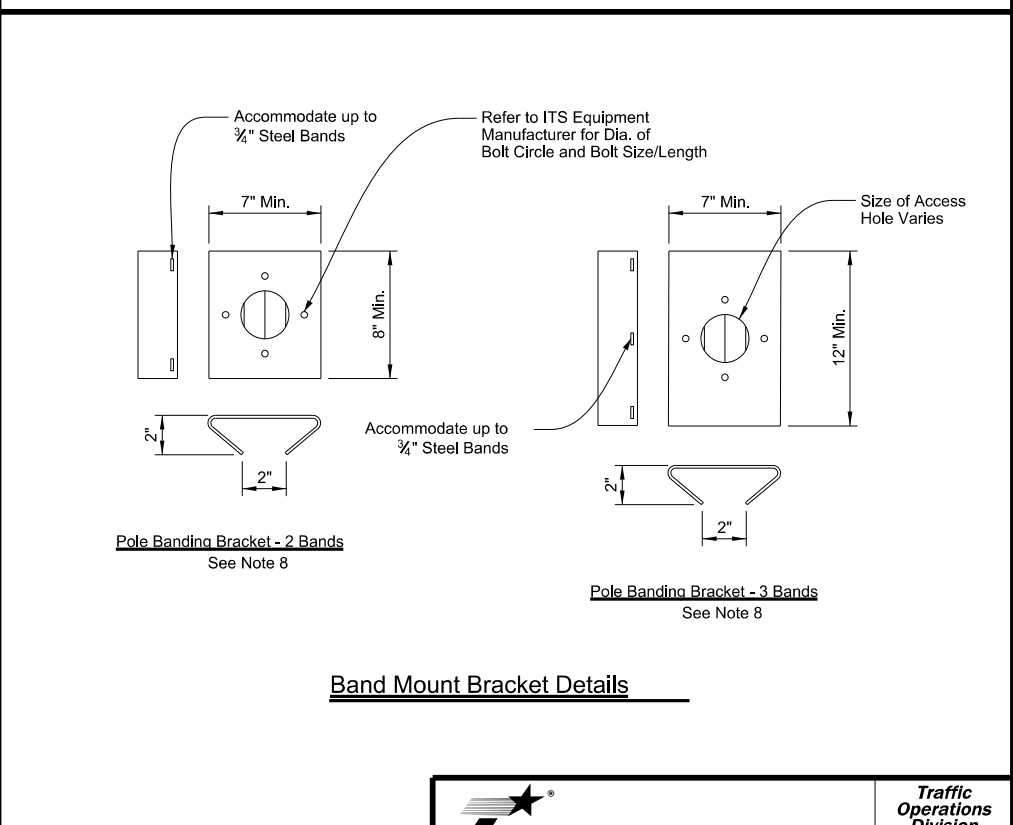 Accommodate up to
¾" Steel Bands
Refer to ITS Equipment
Manufacturer for Dia. of
Bolt Circle and Bolt Size/Length
7" Min.
8" Min.
2"
2"
Pole Banding Bracket - 2 Bands
See Note 8
7" Min.
Size of Access
Hole Varies
12" Min.
Accommodate up to
¾" Steel Bands
2"
2"
Pole Banding Bracket - 3 Bands
See Note 8
Band Mount Bracket Details
®
Traffic
Operations
Division